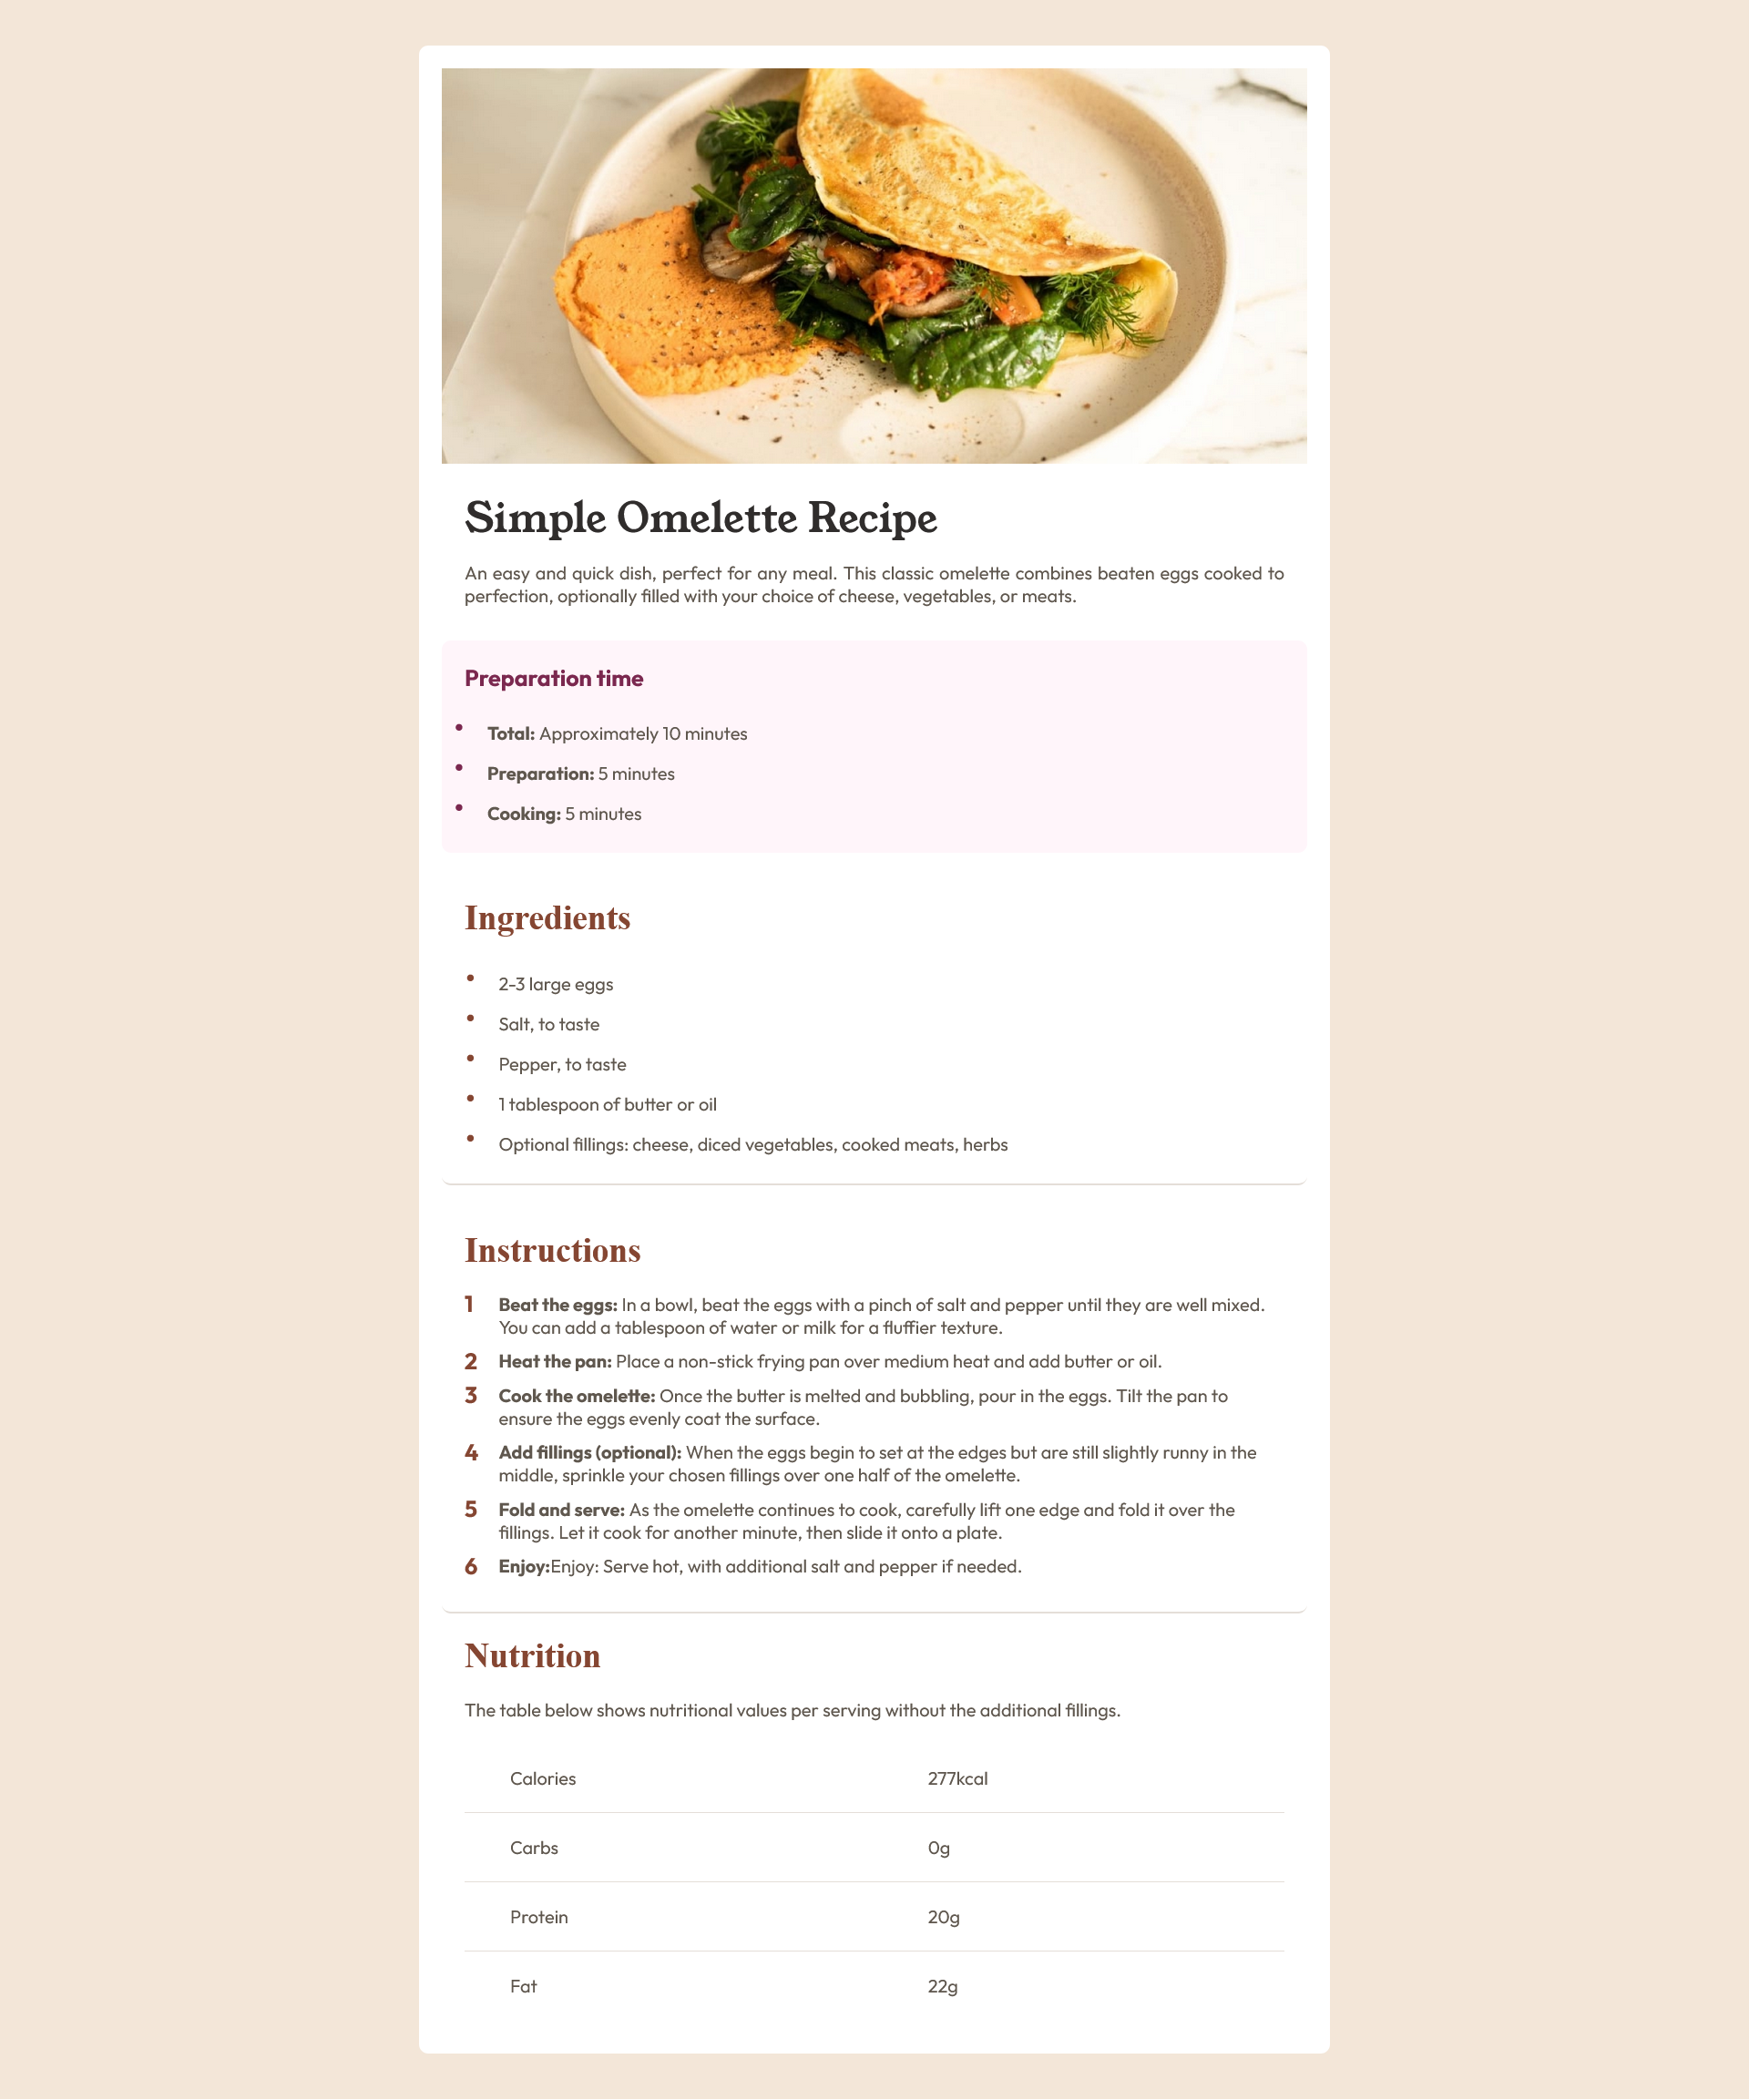 Simple Omelette Recipe
An easy and quick dish, perfect for any meal. This classic omelette combines beaten eggs cooked to
perfection, optionally filled with your choice of cheese, vegetables, or meats.
Preparation time
• Total: Approximately 10 minutes
• Preparation: 5 minutes
• Cooking: 5 minutes
Ingredients
• 2-3 large eggs
• Salt, to taste
• Pepper, to taste
• 1 tablespoon of butter or oil
• Optional fillings: cheese, diced vegetables, cooked meats, herbs
Instructions
1 Beat the eggs: In a bowl, beat the eggs with a pinch of salt and pepper until they are well mixed.
You can add a tablespoon of water or milk for a fluffier texture.
2 Heat the pan: Place a non-stick frying pan over medium heat and add butter or oil.
3 Cook the omelette: Once the butter is melted and bubbling, pour in the eggs. Tilt the pan to
ensure the eggs evenly coat the surface.
4 Add fillings (optional): When the eggs begin to set at the edges but are still slightly runny in the
middle, sprinkle your chosen fillings over one half of the omelette.
5 Fold and serve: As the omelette continues to cook, carefully lift one edge and fold it over the
fillings. Let it cook for another minute, then slide it onto a plate.
6 Enjoy:Enjoy: Serve hot, with additional salt and pepper if needed.
Nutrition
The table below shows nutritional values per serving without the additional fillings.
Calories 277kcal
Carbs 0g
Protein 20g
Fat 22g